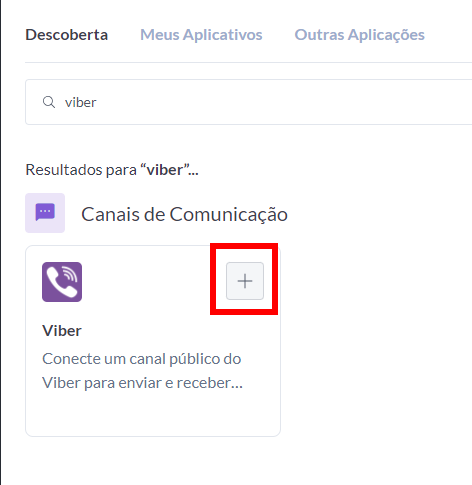 Descoberta Meus Aplicativos Outras Aplicações
viber
Resultados para “viber”...
Canais de Comunicação
Viber
Conecte um canal público do
Viber para enviar e receber...